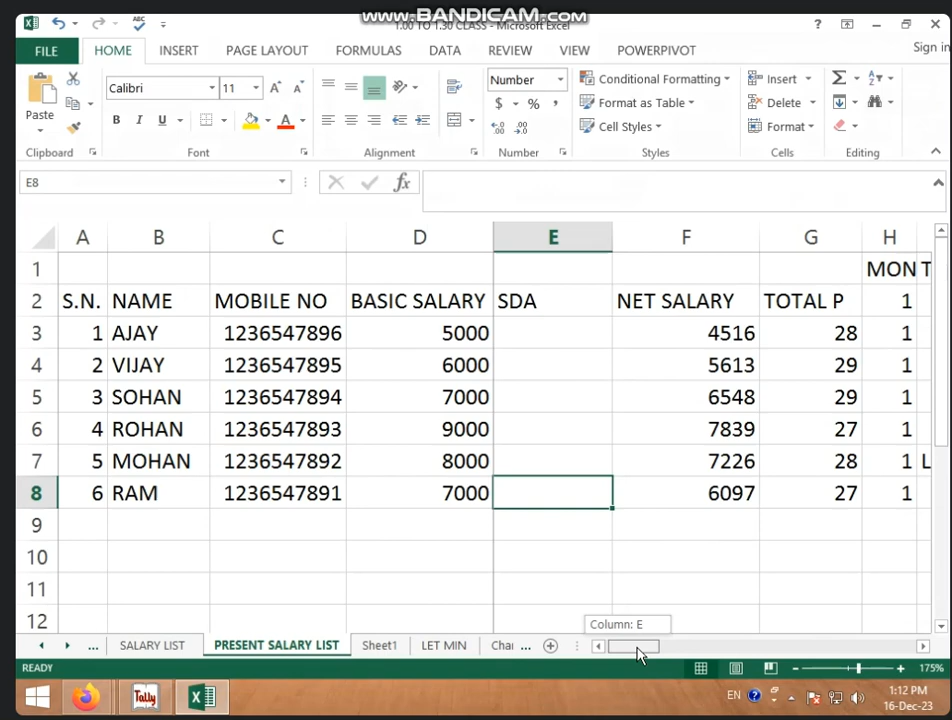 www.BANDICAM.com
1.00 TO 1.30 CLASS - Microsoft Excel
Sign in
FILE HOME INSERT PAGE LAYOUT FORMULAS DATA REVIEW VIEW POWERPIVOT
Paste
Calibri 11
B I U A
Number
$ % ,
Conditional Formatting
Format as Table
Cell Styles
Insert
Delete
Format
Clipboard Font Alignment Number Styles Cells Editing
E8 fx
A B C D E F G H
1 MON T
2 S.N. NAME MOBILE NO BASIC SALARY SDA NET SALARY TOTAL P 1
3 1 AJAY 1236547896 5000 4516 28 1
4 2 VIJAY 1236547895 6000 5613 29 1
5 3 SOHAN 1236547894 7000 6548 29 1
6 4 ROHAN 1236547893 9000 7839 27 1
7 5 MOHAN 1236547892 8000 7226 28 1 L
8 6 RAM 1236547891 7000 6097 27 1
9
10
11
12
Column: E
... SALARY LIST PRESENT SALARY LIST Sheet1 LET MIN Cha ...
READY 175%
Tally EN 1:12 PM
16-Dec-23